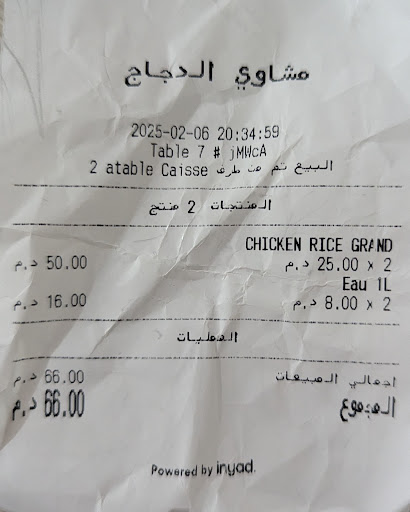 مشاوي الدجاج
2025-02-06 20:34:59
Table 7 # jMWcA
البيع تم من طرف 2 atable Caisse
المنتجات 2 منتج
CHICKEN RICE GRAND
2 x 25.00 د.م 50.00 د.م
Eau 1L
2 x 8.00 د.م 16.00 د.م
العمليات
اجمالي المبيعات 66.00 د.م
المجموع 66.00 د.م
Powered by inyad.